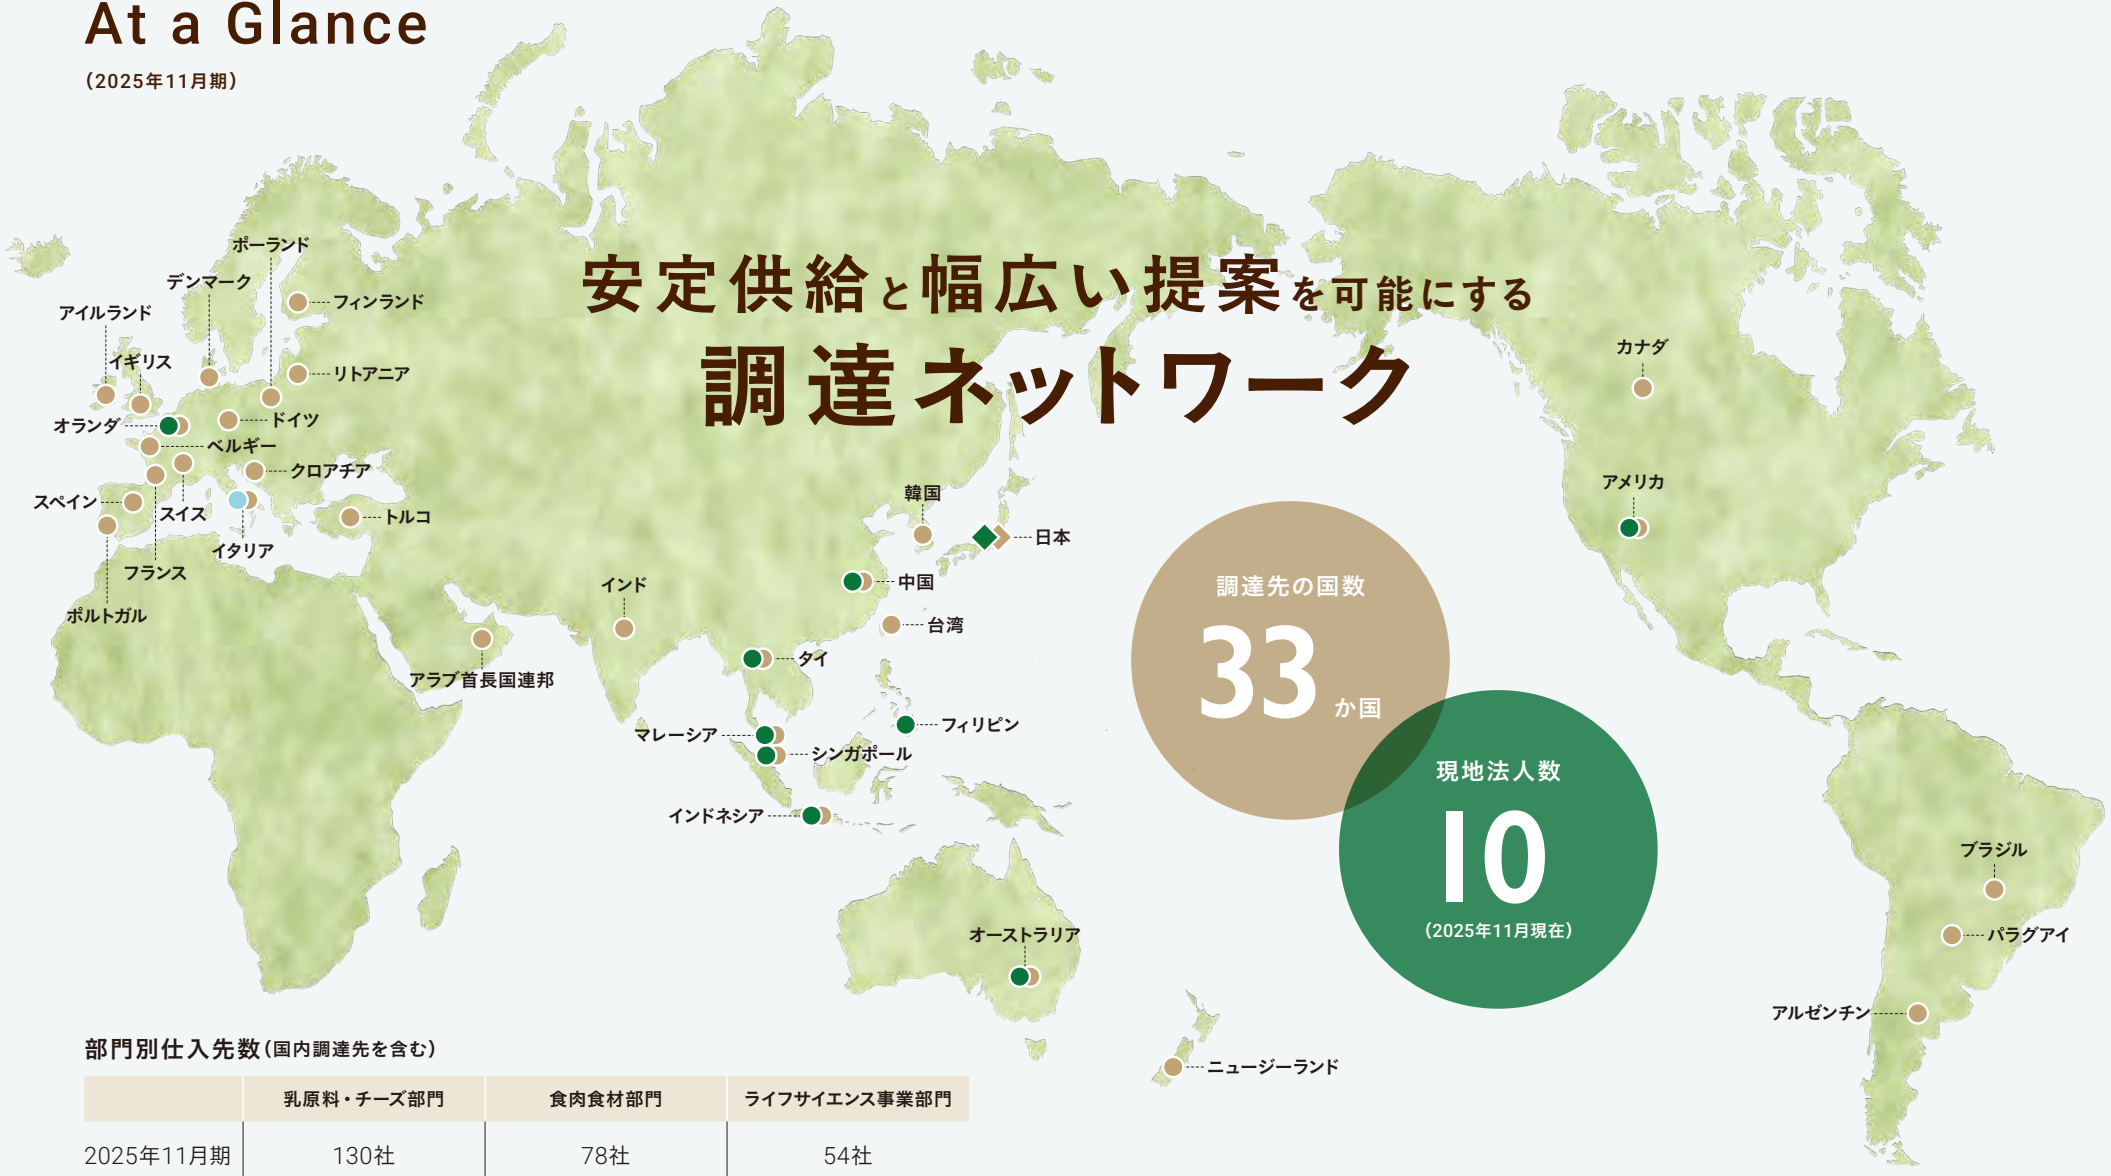 At a Glance
（2025年11月期）
安定供給と幅広い提案を可能にする
調達ネットワーク
ポーランド
デンマーク
フィンランド
アイルランド
イギリス
リトアニア
オランダ
ドイツ
ベルギー
クロアチア
スペイン
スイス
トルコ
イタリア
フランス
ポルトガル
アラブ首長国連邦
インド
韓国
日本
中国
台湾
タイ
フィリピン
マレーシア
シンガポール
インドネシア
オーストラリア
ニュージーランド
カナダ
アメリカ
ブラジル
パラグアイ
アルゼンチン
調達先の国数
33か国
現地法人数
10
（2025年11月現在）
部門別仕入先数（国内調達先を含む）
乳原料・チーズ部門 食肉食材部門 ライフサイエンス事業部門
2025年11月期 130社 78社 54社